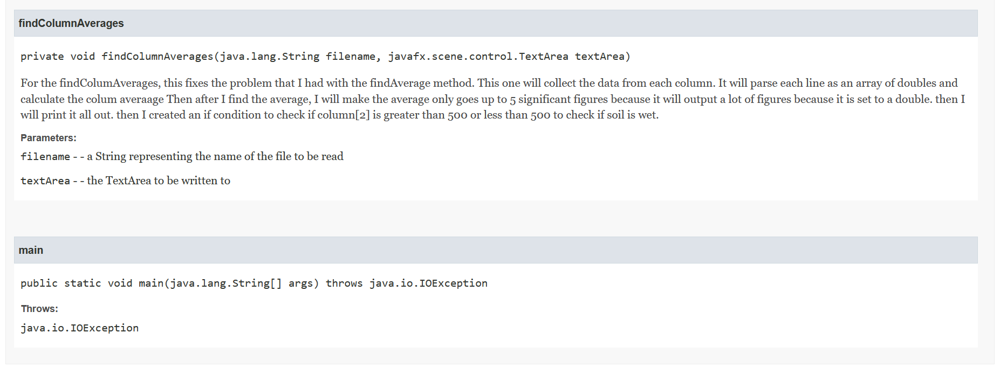 findColumnAverages
private void findColumnAverages(java.lang.String filename, javafx.scene.control.TextArea textArea)
For the findColumAverages, this fixes the problem that I had with the findAverage method. This one will collect the data from each column. It will parse each line as an array of doubles and
calculate the colum averaage Then after I find the average, I will make the average only goes up to 5 significant figures because it will output a lot of figures because it is set to a double. then I
will print it all out. then I created an if condition to check if column[2] is greater than 500 or less than 500 to check if soil is wet.
Parameters:
filename - - a String representing the name of the file to be read
textArea - - the TextArea to be written to
main
public static void main(java.lang.String[] args) throws java.io.IOException
Throws:
java.io.IOException